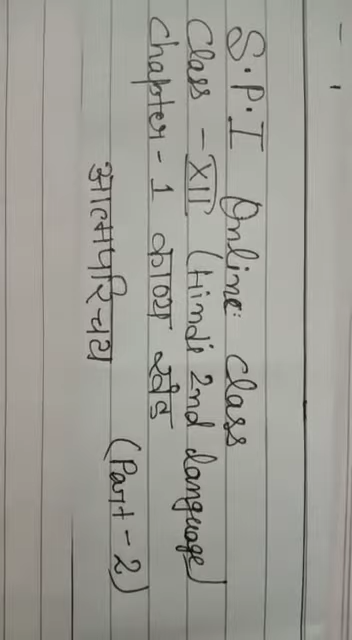 S.P.I Online class
Class - XII (Hindi 2nd Language)
Chapter - 1 काव्य खंड
आत्मपरिचय
(Part - 2)